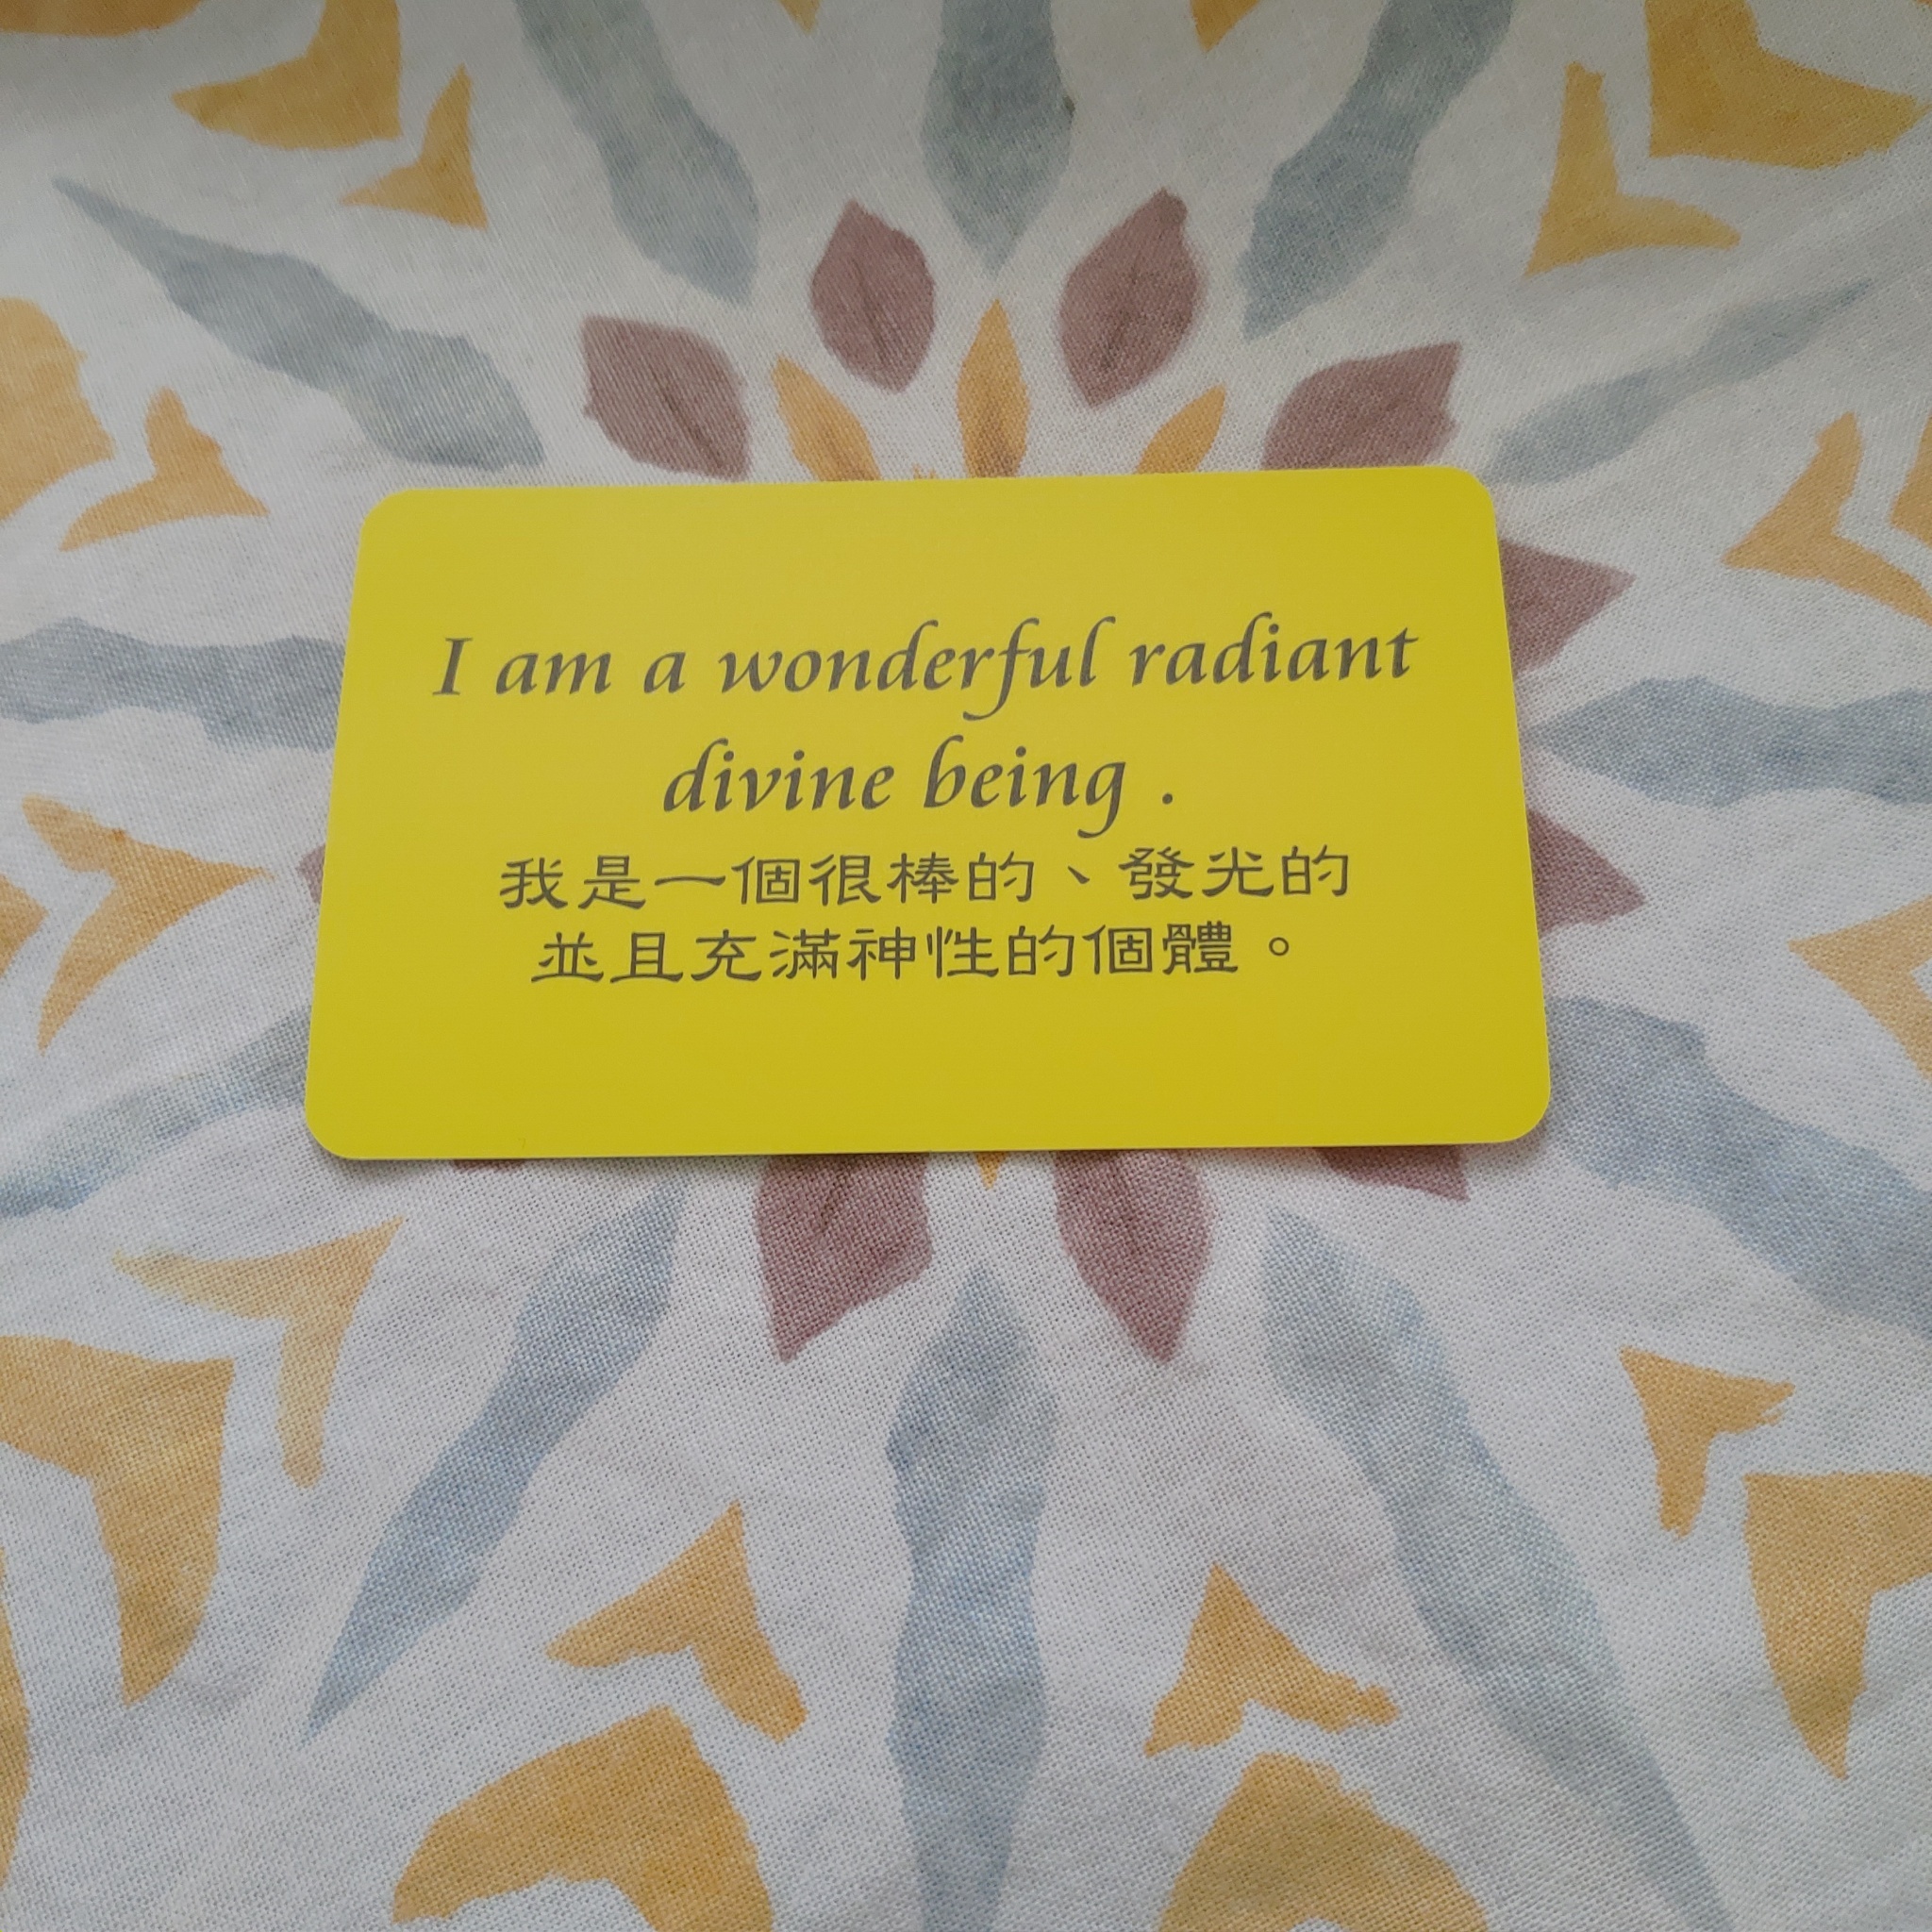 I am a wonderful radiant
divine being .
我是一個很棒的、發光的
並且充滿神性的個體。